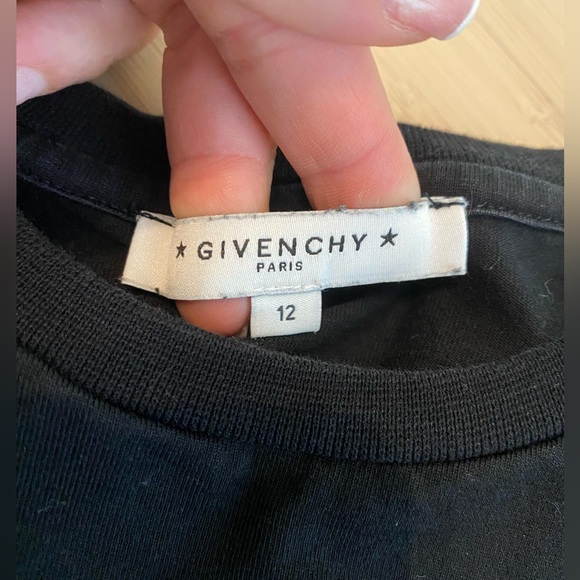 ★ GIVENCHY ★
PARIS
12